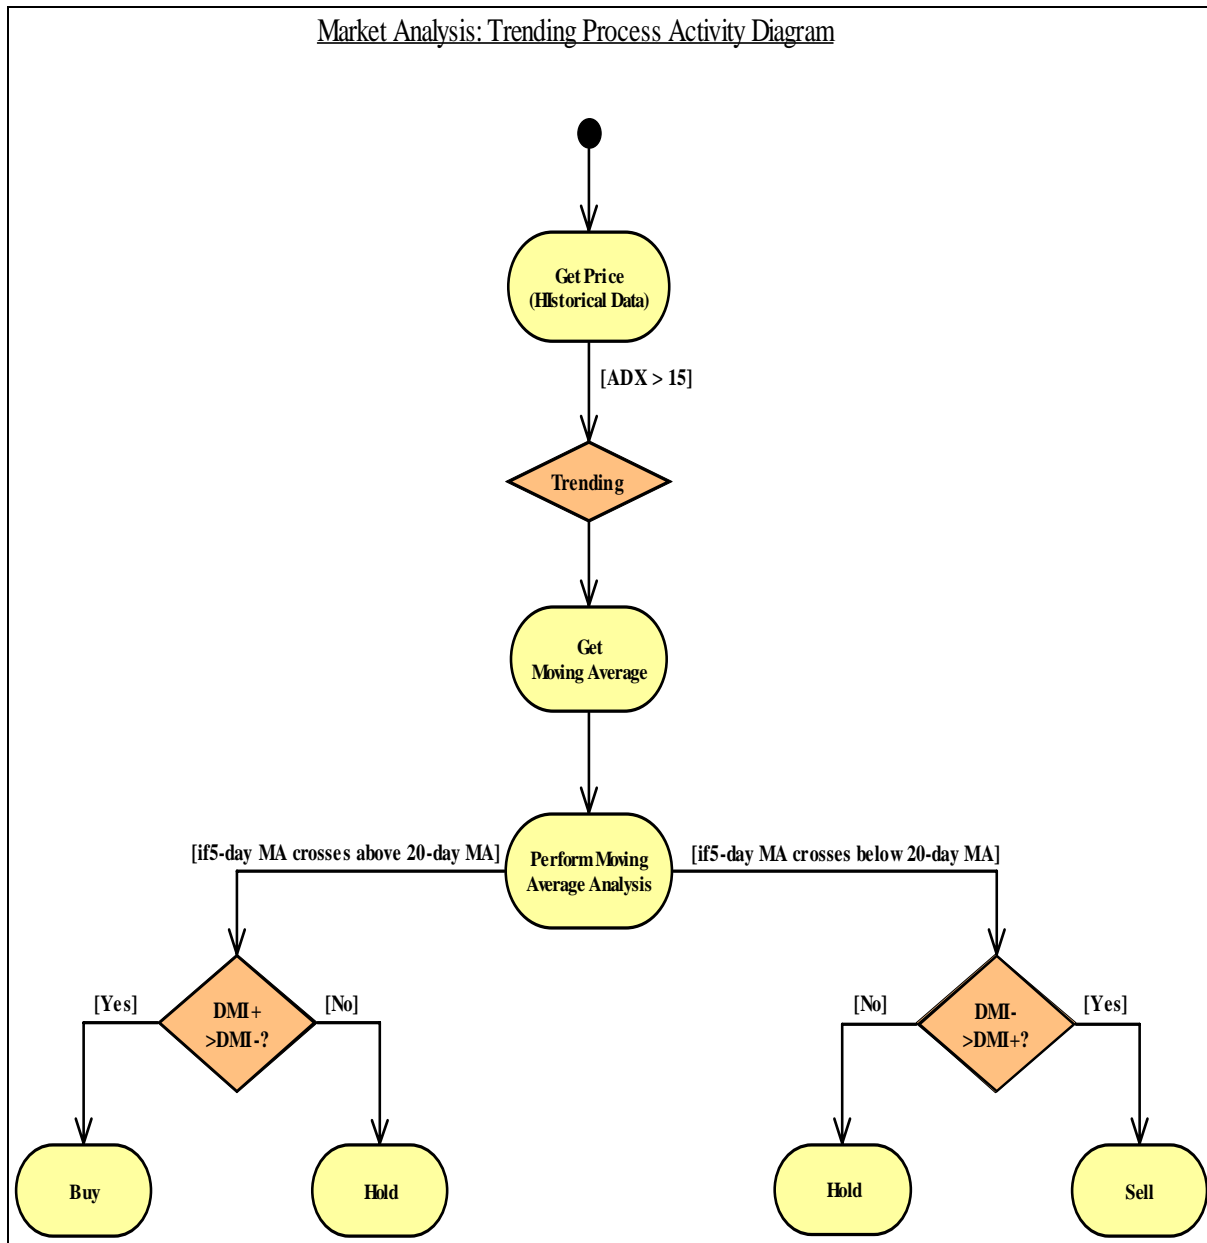 Market Analysis: Trending Process Activity Diagram
Get Price
(HIstorical Data)
[ADX > 15]
Trending
Get
Moving Average
[if5-day MA crosses above 20-day MA]
Perform Moving
Average Analysis
[if5-day MA crosses below 20-day MA]
[Yes]
DMI+
>DMI-?
[No]
[No]
DMI-
>DMI+?
[Yes]
Buy
Hold
Hold
Sell